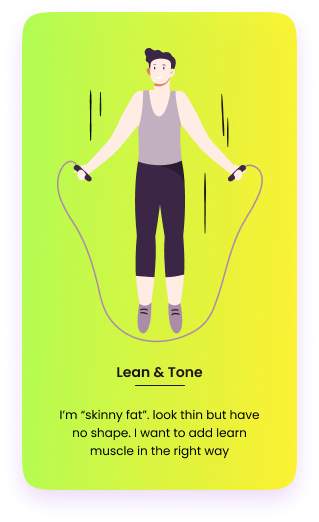 Lean & Tone
I’m “skinny fat”. look thin but have
no shape. I want to add learn
muscle in the right way